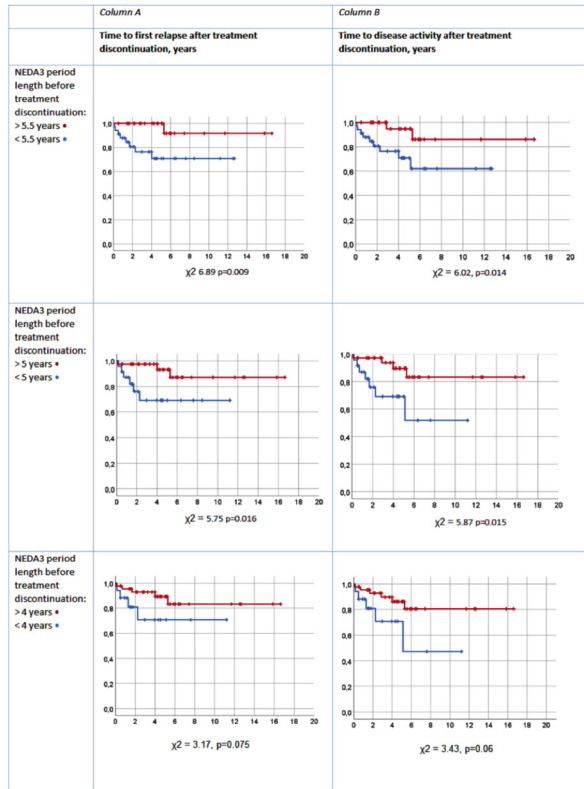 Column A
Column B
Time to first relapse after treatment
discontinuation, years
Time to disease activity after treatment
discontinuation, years
NEDA3 period
length before
treatment
discontinuation:
> 5.5 years •
< 5.5 years •
1,0
0,8
0,6
0,4
0,2
0,0
0 2 4 6 8 10 12 14 16 18 20
χ2 6.89 p=0.009
1,0
0,8
0,6
0,4
0,2
0,0
0 2 4 6 8 10 12 14 16 18 20
χ2 = 6.02, p=0.014
NEDA3 period
length before
treatment
discontinuation:
> 5 years •
< 5 years •
1,0
0,8
0,6
0,4
0,2
0,0
0 2 4 6 8 10 12 14 16 18 20
χ2 = 5.75 p=0.016
1,0
0,8
0,6
0,4
0,2
0,0
0 2 4 6 8 10 12 14 16 18 20
χ2 = 5.87 p=0.015
NEDA3 period
length before
treatment
discontinuation:
> 4 years •
< 4 years •
1,0
0,8
0,6
0,4
0,2
0,0
0 2 4 6 8 10 12 14 16 18 20
χ2 = 3.17, p=0.075
1,0
0,8
0,6
0,4
0,2
0,0
0 2 4 6 8 10 12 14 16 18 20
χ2 = 3.43, p=0.06